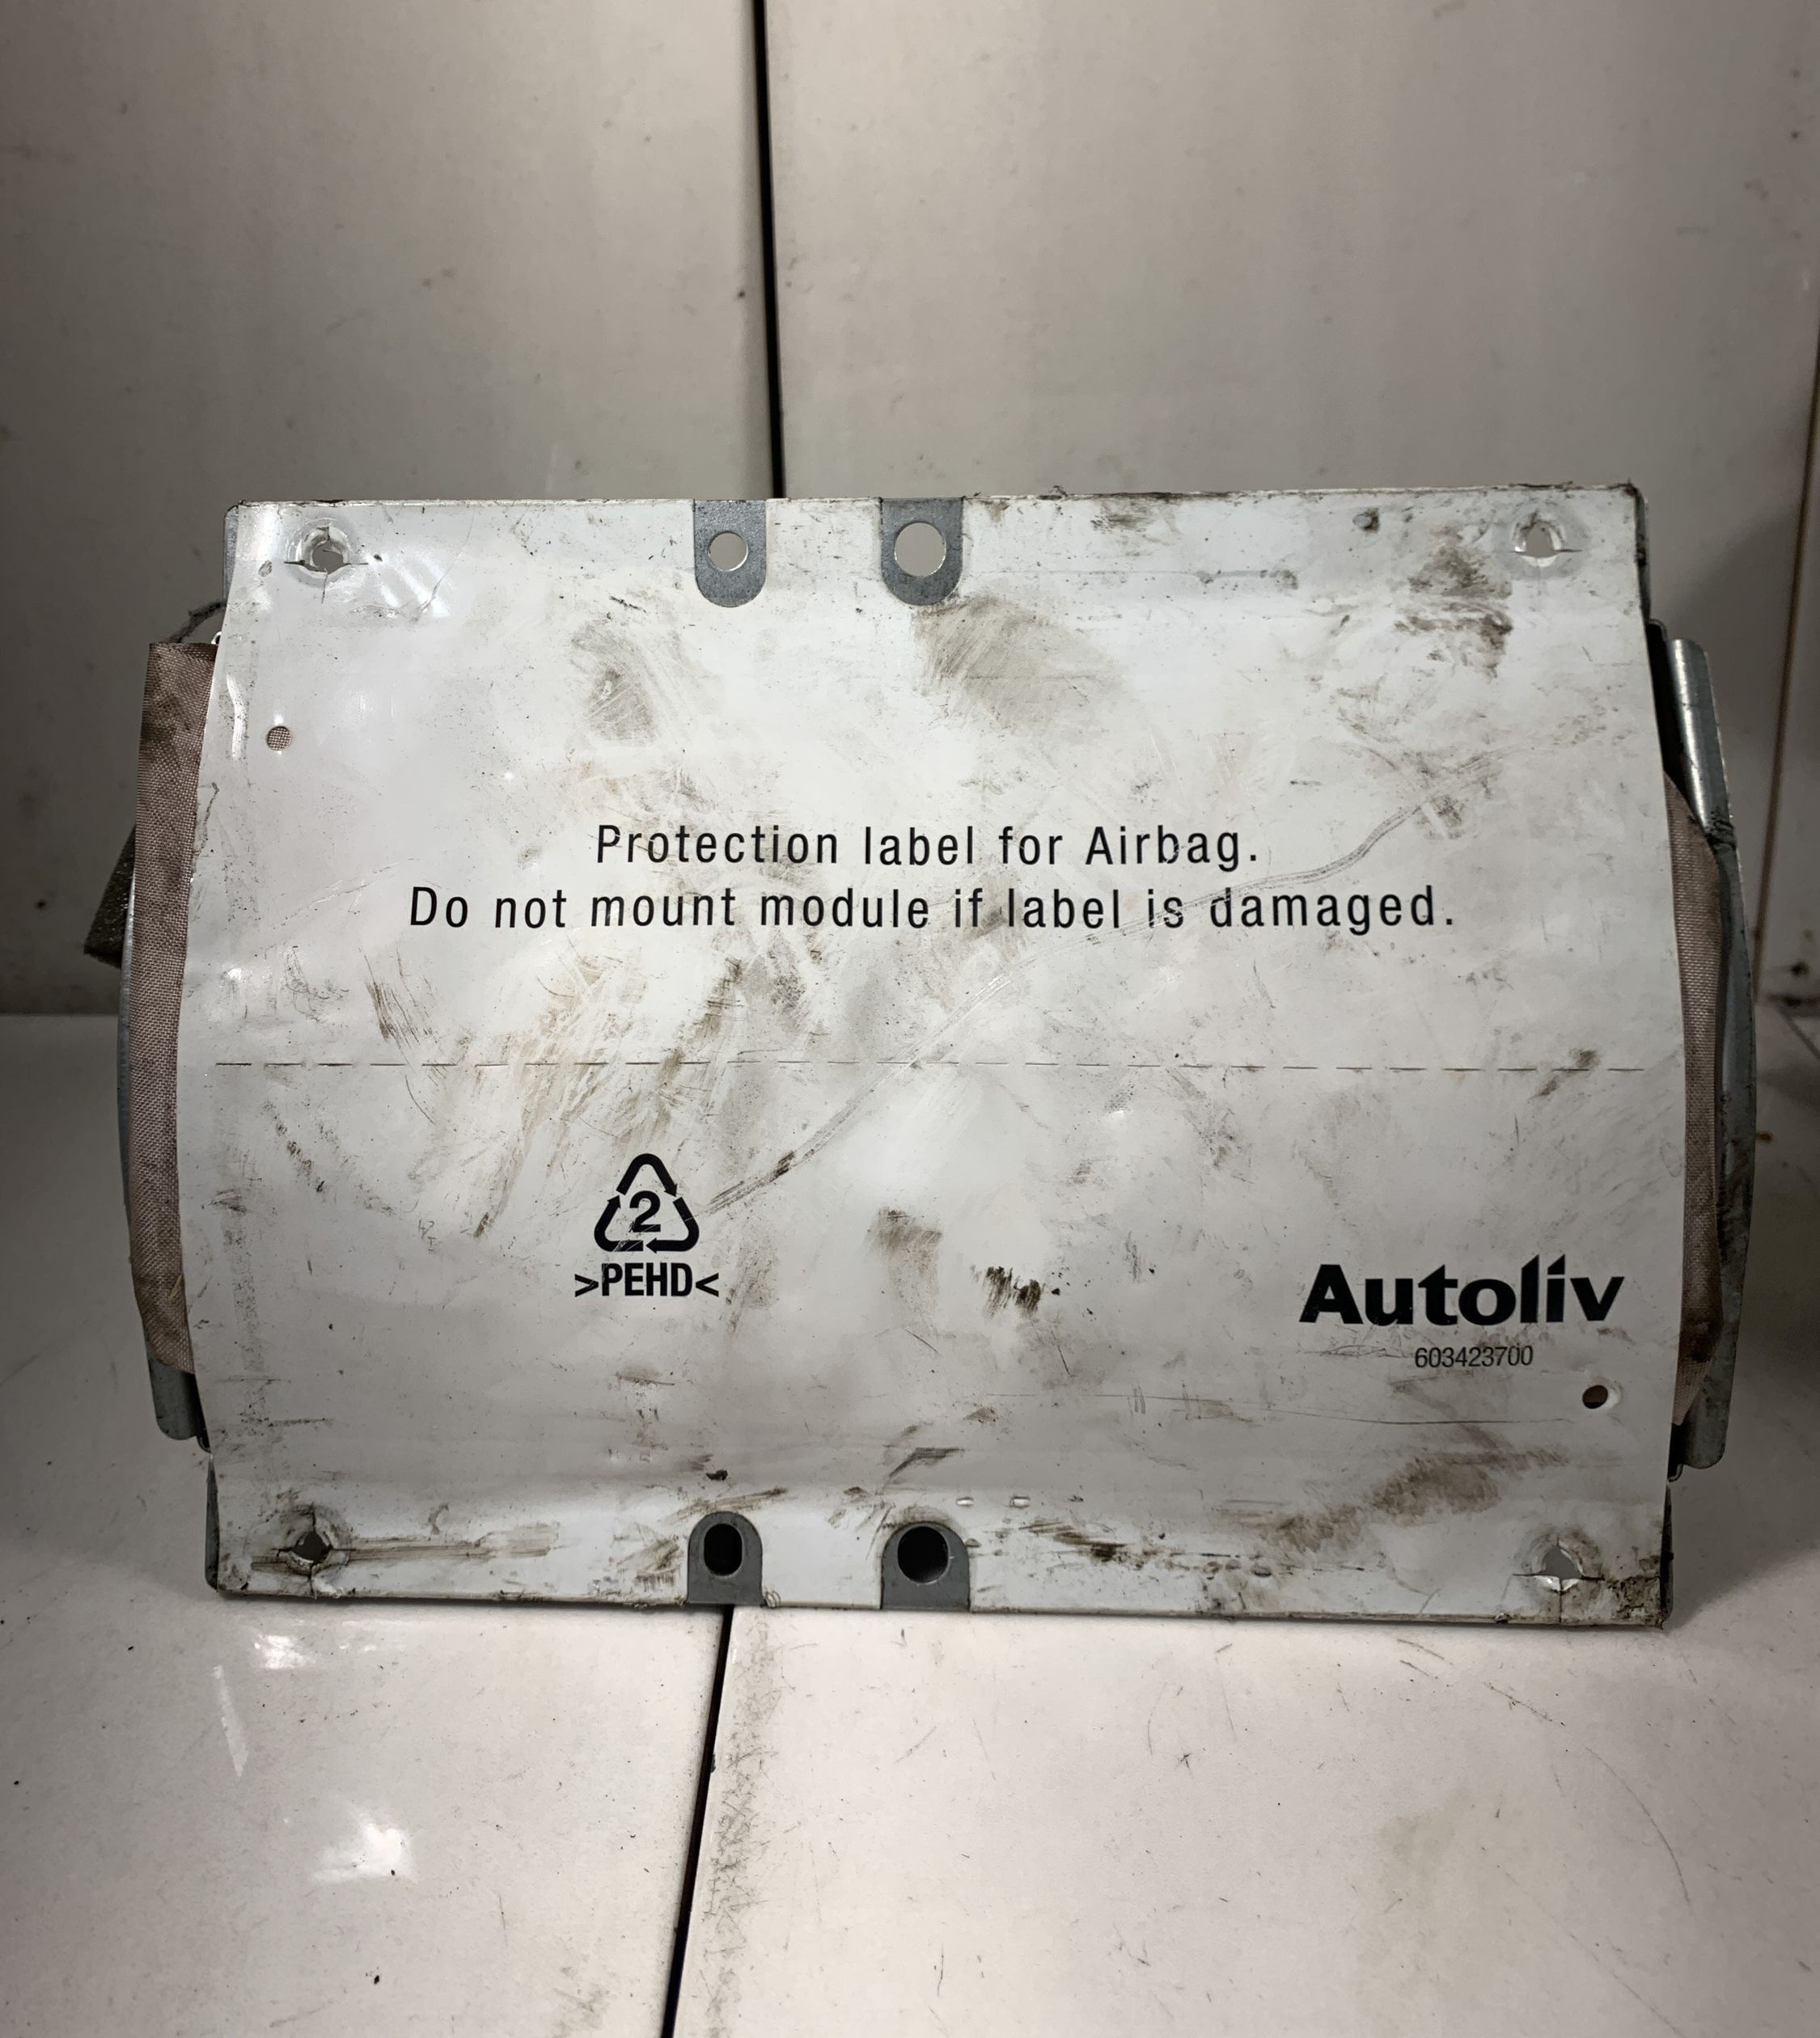 Protection label for Airbag.
Do not mount module if label is damaged.
2
>PEHD<
Autoliv
603423700